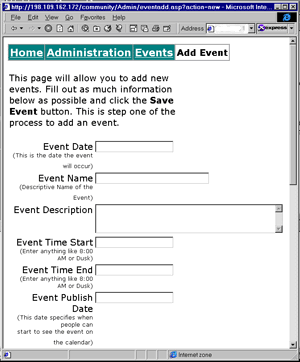 http://198.109.162.172/community/Admin/eventadd.nsp?action=new - Microsoft Inte...
File Edit View Go Favorites Help
Back
Address
express
Home Administration Events Add Event
This page will allow you to add new
events. Fill out as much information
below as possible and click the Save
Event button. This is step one of the
process to add an event.
Event Date
(This is the date the event
will occur)
Event Name
(Descriptive Name of the
Event)
Event Description
Event Time Start
(Enter anything like 8:00
AM or Dusk)
Event Time End
(Enter anything like 8:00
AM or Dusk)
Event Publish
Date
(This date specifies when
people can
start to see the event on
the calendar)
Internet zone